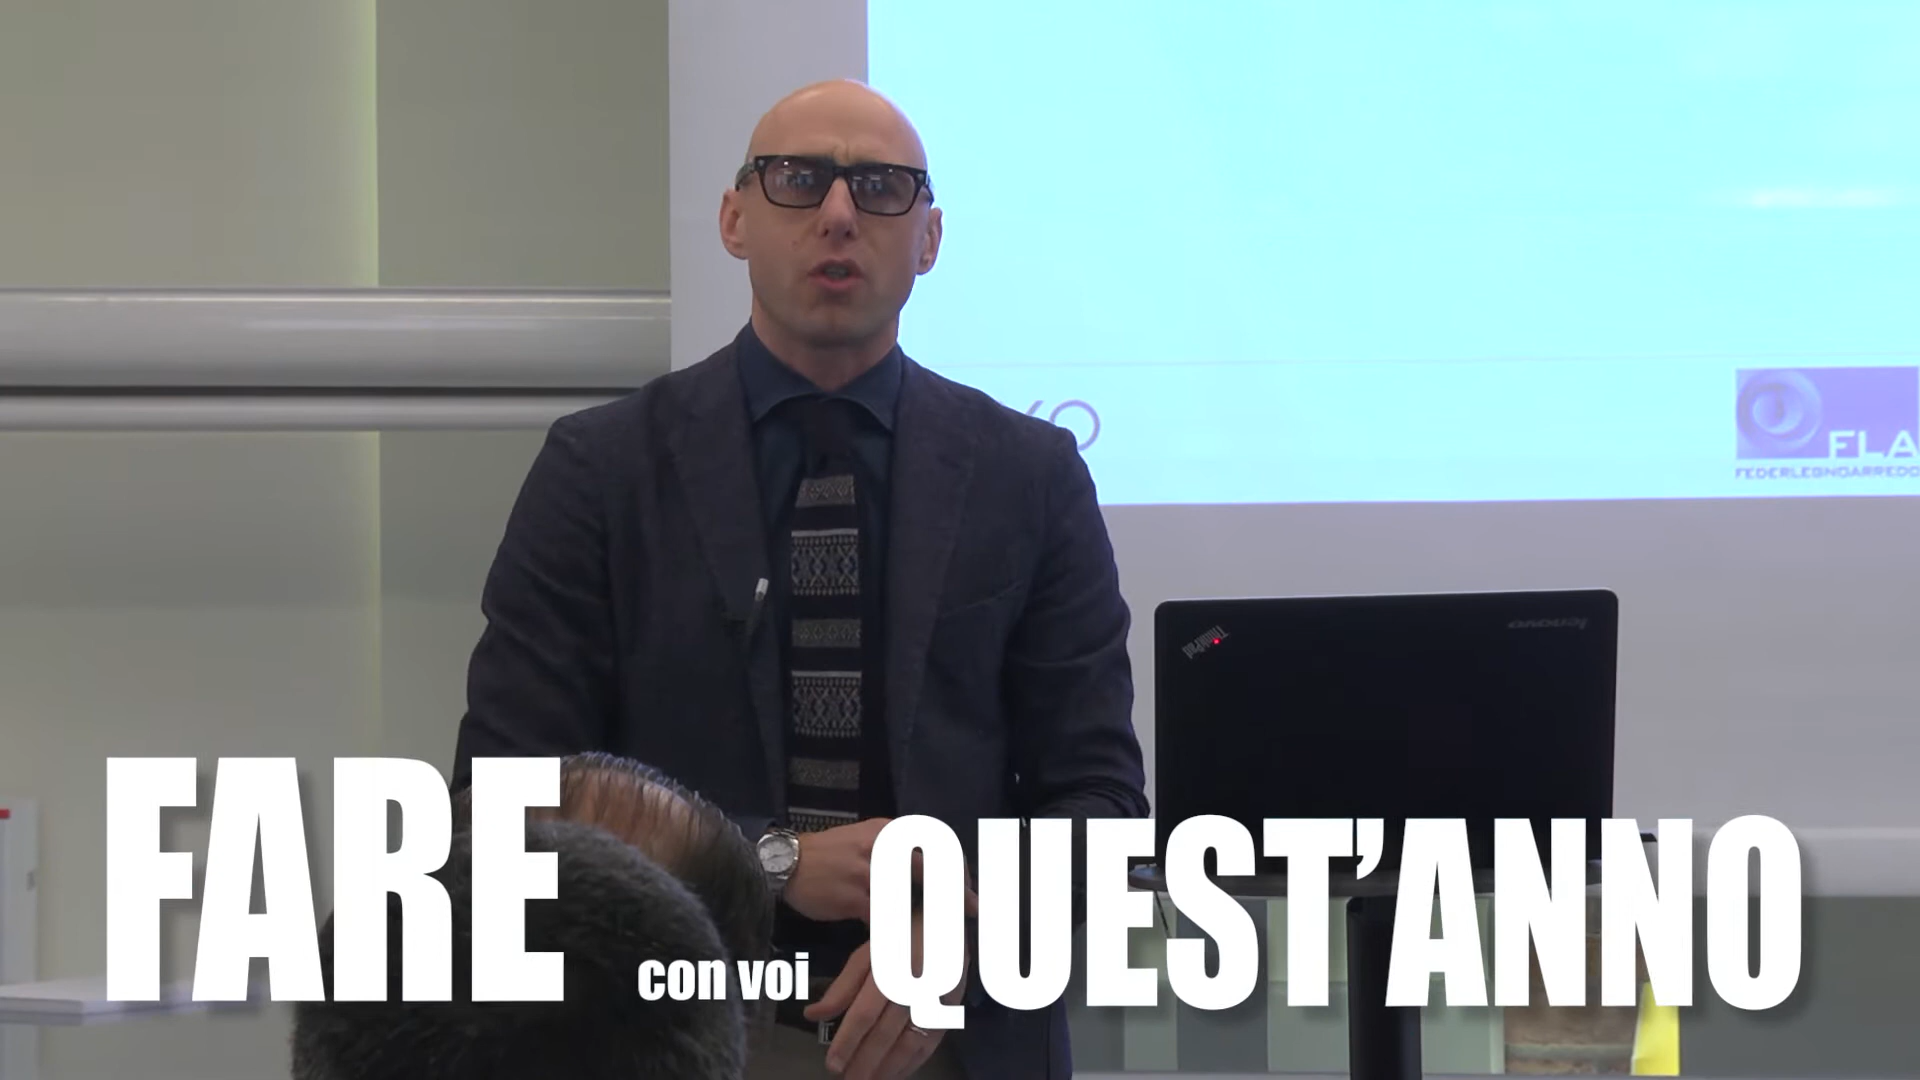 FLA
FEDERLEGNOARREDO
ThinkPad
lenovo
FARE con voi QUEST'ANNO